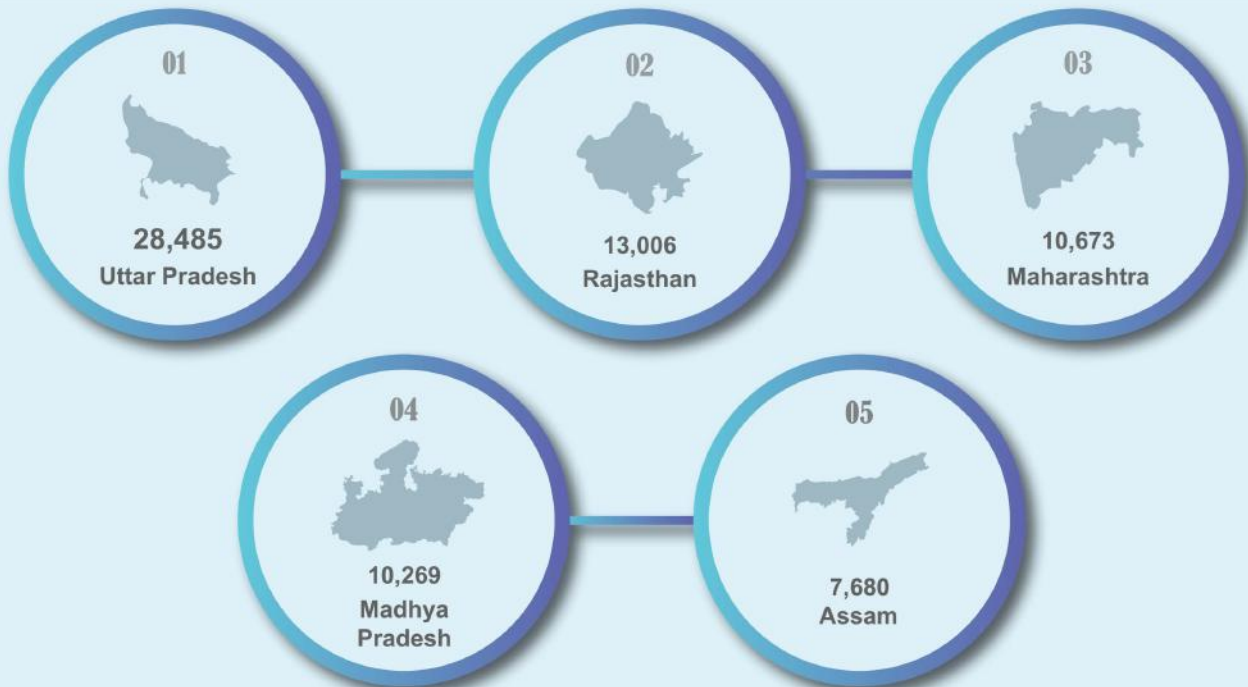 01
28,485
Uttar Pradesh
02
13,006
Rajasthan
03
10,673
Maharashtra
04
10,269
Madhya
Pradesh
05
7,680
Assam